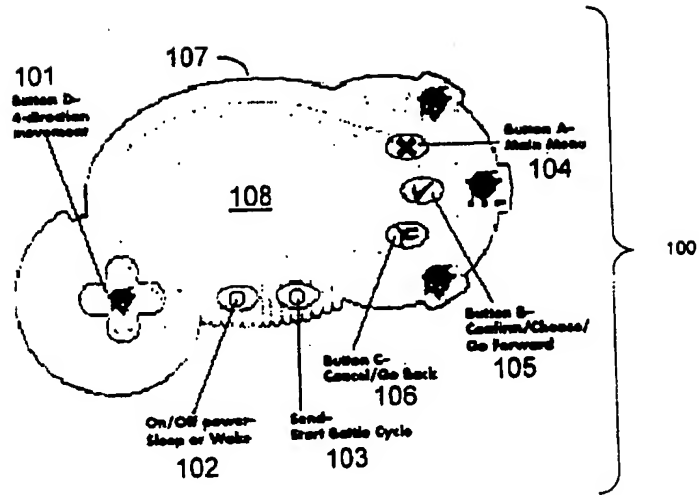 107
101
Button D-
4-direction
movement
Button A-
Main Menu
104
108
100
Button B-
Confirm/Choose/
Go Forward
105
Button C-
Cancel/Go Back
106
On/Off power-
Sleep or Wake
102
Send-
Start Battle Cycle
103